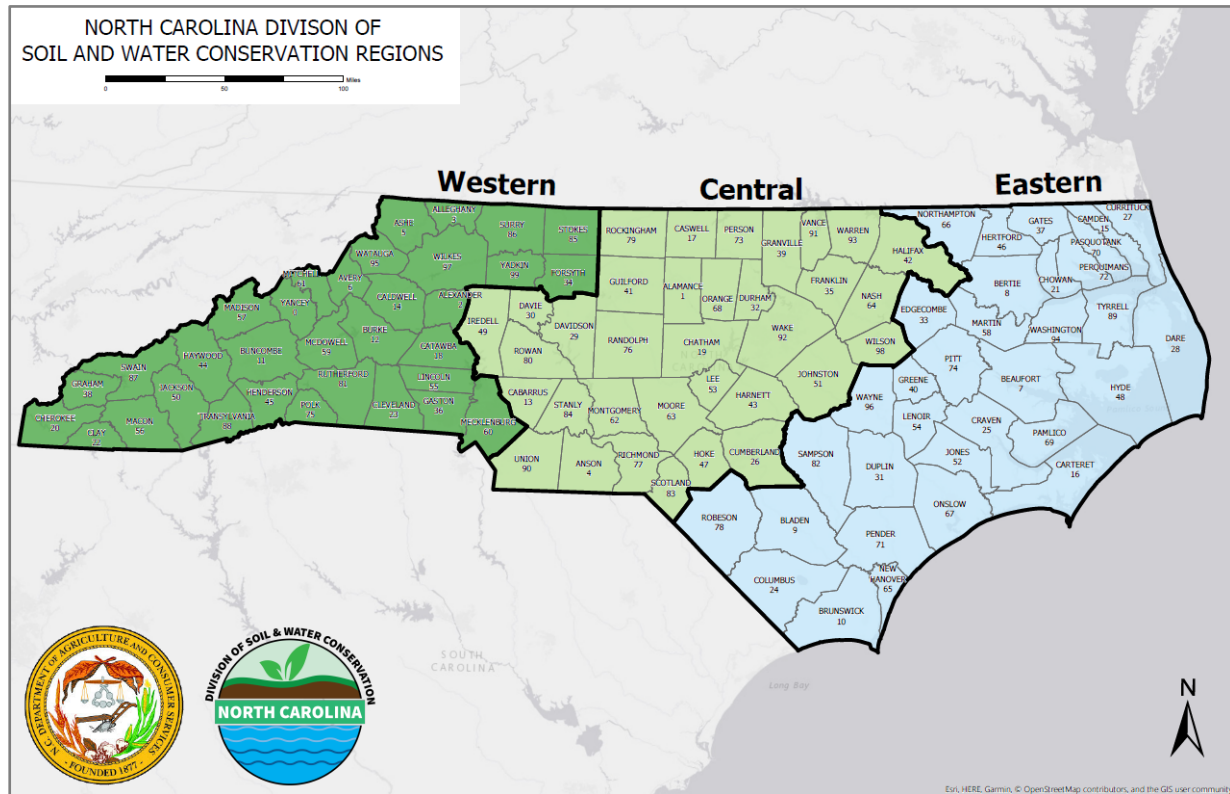 NORTH CAROLINA DIVISON OF
SOIL AND WATER CONSERVATION REGIONS
Miles
0 50 100
Western
Central
Eastern
ALLEGHANY
3
ASHE
5
SURRY
86
STOKES
85
WATAUGA
95
WILKES
97
YADKIN
99
FORSYTH
34
MITCHELL
61
AVERY
6
CALDWELL
14
ALEXANDER
2
MADISON
57
YANCEY
BURKE
12
CATAWBA
18
HAYWOOD
44
BUNCOMBE
11
MCDOWELL
59
SWAIN
87
GRAHAM
38
JACKSON
50
RUTHERFORD
81
LINCOLN
55
HENDERSON
45
POLK
75
CLEVELAND
23
GASTON
36
CHEROKEE
20
CLAY
22
MACON
56
TRANSYLVANIA
88
MECKLENBURG
60
ROCKINGHAM
79
CASWELL
17
PERSON
73
GRANVILLE
39
VANCE
91
WARREN
93
HALIFAX
42
GUILFORD
41
ALAMANCE
1
ORANGE
68
DURHAM
32
FRANKLIN
35
NASH
64
DAVIE
30
IREDELL
49
DAVIDSON
29
RANDOLPH
76
CHATHAM
19
WAKE
92
WILSON
98
ROWAN
80
CABARRUS
13
STANLY
84
MONTGOMERY
62
MOORE
63
LEE
53
HARNETT
43
JOHNSTON
51
UNION
90
ANSON
4
RICHMOND
77
HOKE
47
CUMBERLAND
26
SCOTLAND
83
NORTHAMPTON
66
GATES
37
CAMDEN
15
CURRITUCK
27
HERTFORD
46
PASQUOTANK
70
PERQUIMANS
72
BERTIE
8
CHOWAN
21
EDGECOMBE
33
MARTIN
58
WASHINGTON
94
TYRRELL
89
DARE
28
PITT
74
GREENE
40
BEAUFORT
7
HYDE
48
WAYNE
96
LENOIR
54
CRAVEN
25
PAMLICO
69
SAMPSON
82
DUPLIN
31
JONES
52
CARTERET
16
ONSLOW
67
ROBESON
78
BLADEN
9
PENDER
71
COLUMBUS
24
NEW
HANOVER
65
BRUNSWICK
10
SOUTH
CAROLINA
Long Bay
N.C. DEPARTMENT OF AGRICULTURE AND CONSUMER SERVICES
· FOUNDED 1877 ·
DIVISION OF SOIL & WATER CONSERVATION
NORTH CAROLINA
N
Esri, HERE, Garmin, © OpenStreetMap contributors, and the GIS user communit